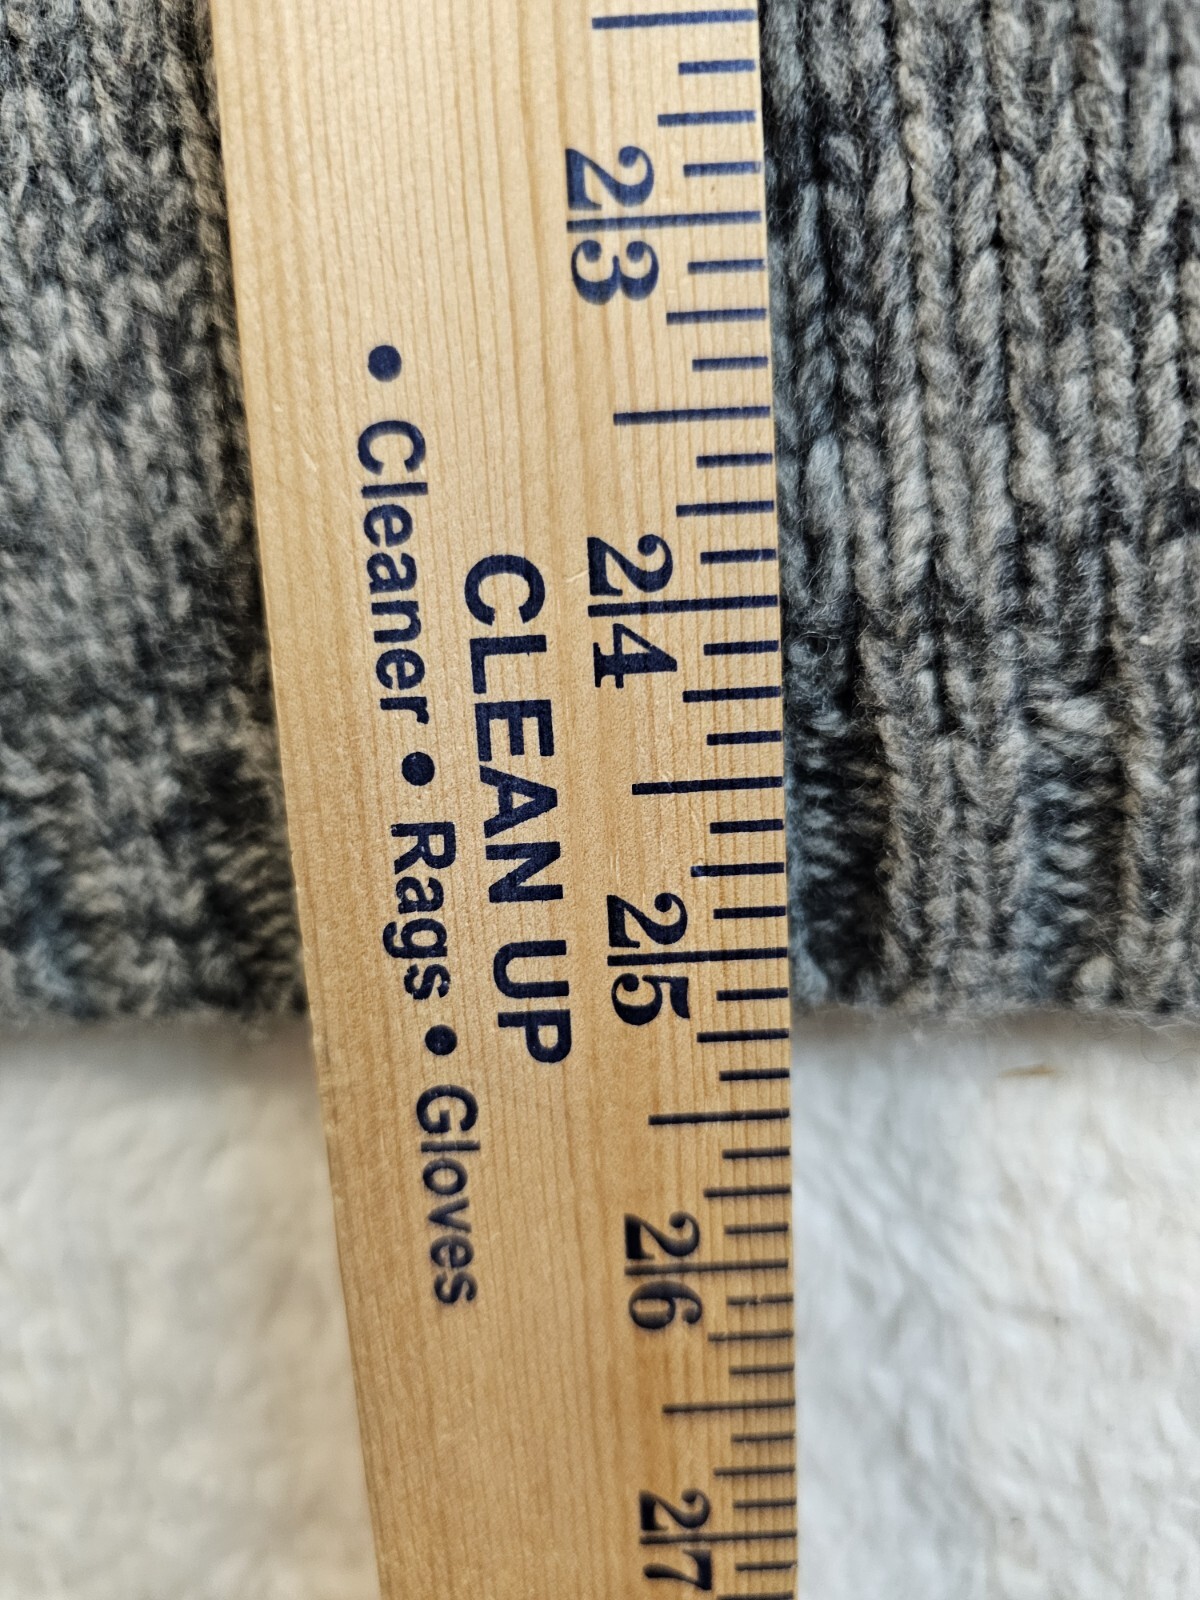 23
24
25
26
27
CLEAN UP
• Cleaner • Rags • Gloves